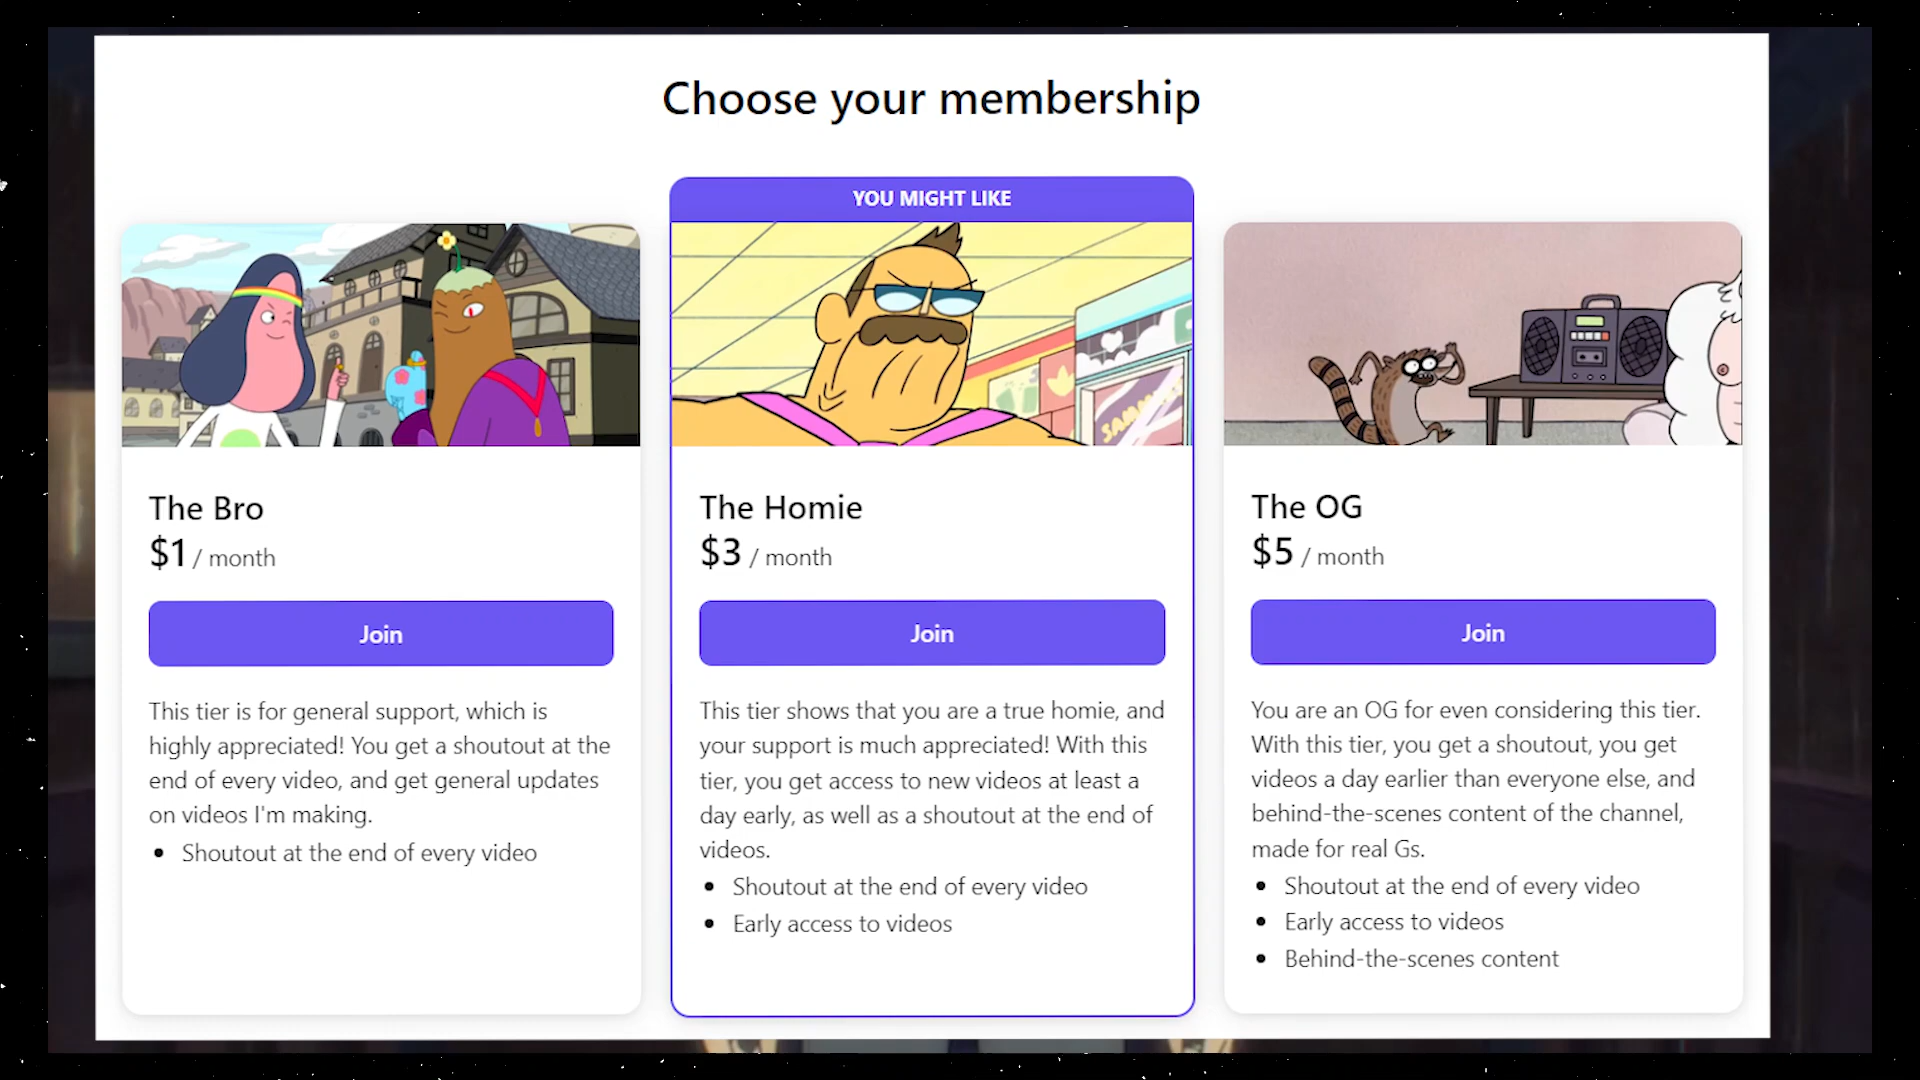 Choose your membership
YOU MIGHT LIKE
The Bro
$1 / month
Join
This tier is for general support, which is
highly appreciated! You get a shoutout at the
end of every video, and get general updates
on videos I'm making.
• Shoutout at the end of every video
The Homie
$3 / month
Join
This tier shows that you are a true homie, and
your support is much appreciated! With this
tier, you get access to new videos at least a
day early, as well as a shoutout at the end of
videos.
• Shoutout at the end of every video
• Early access to videos
The OG
$5 / month
Join
You are an OG for even considering this tier.
With this tier, you get a shoutout, you get
videos a day earlier than everyone else, and
behind-the-scenes content of the channel,
made for real Gs.
• Shoutout at the end of every video
• Early access to videos
• Behind-the-scenes content